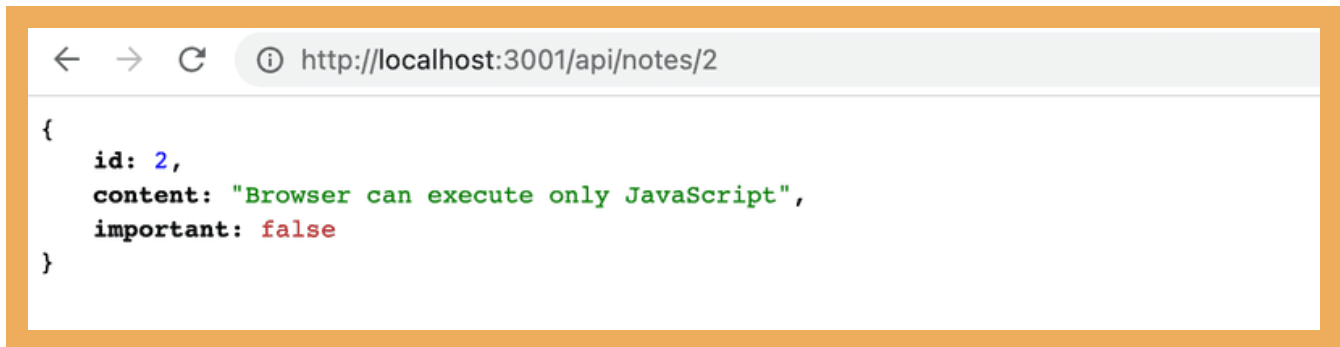 http://localhost:3001/api/notes/2
{
id: 2,
content: "Browser can execute only JavaScript",
important: false
}